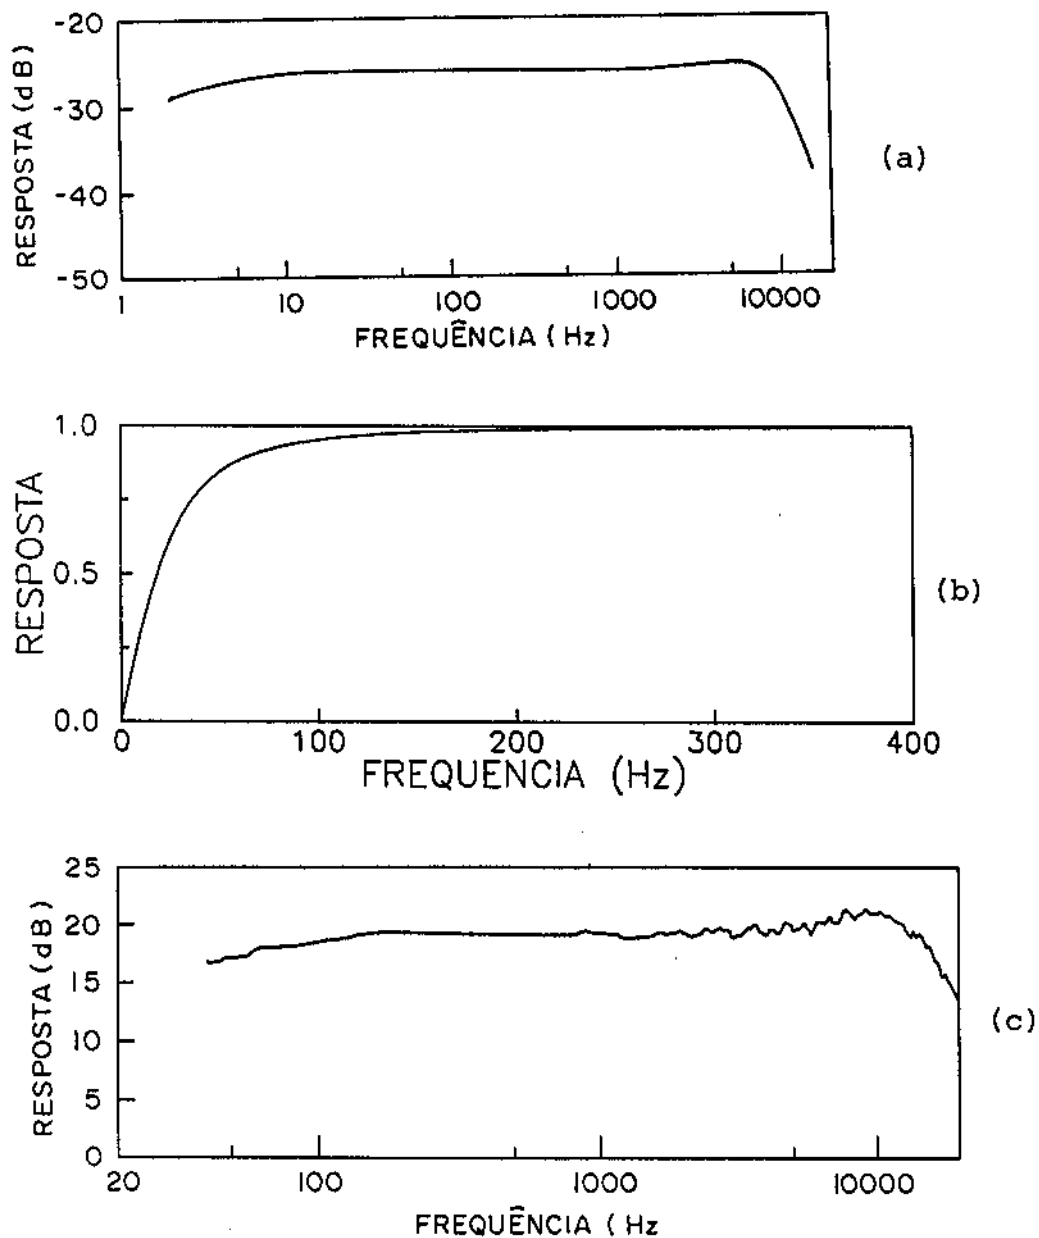 -20
-30
-40
-50
RESPOSTA (dB)
1 10 100 1000 10000
FREQUÊNCIA (Hz)
(a)
1.0
0.5
0.0
RESPOSTA
0 100 200 300 400
FREQUENCIA (Hz)
(b)
25
20
15
10
5
0
RESPOSTA (dB)
20 100 1000 10000
FREQUÊNCIA (Hz
(c)